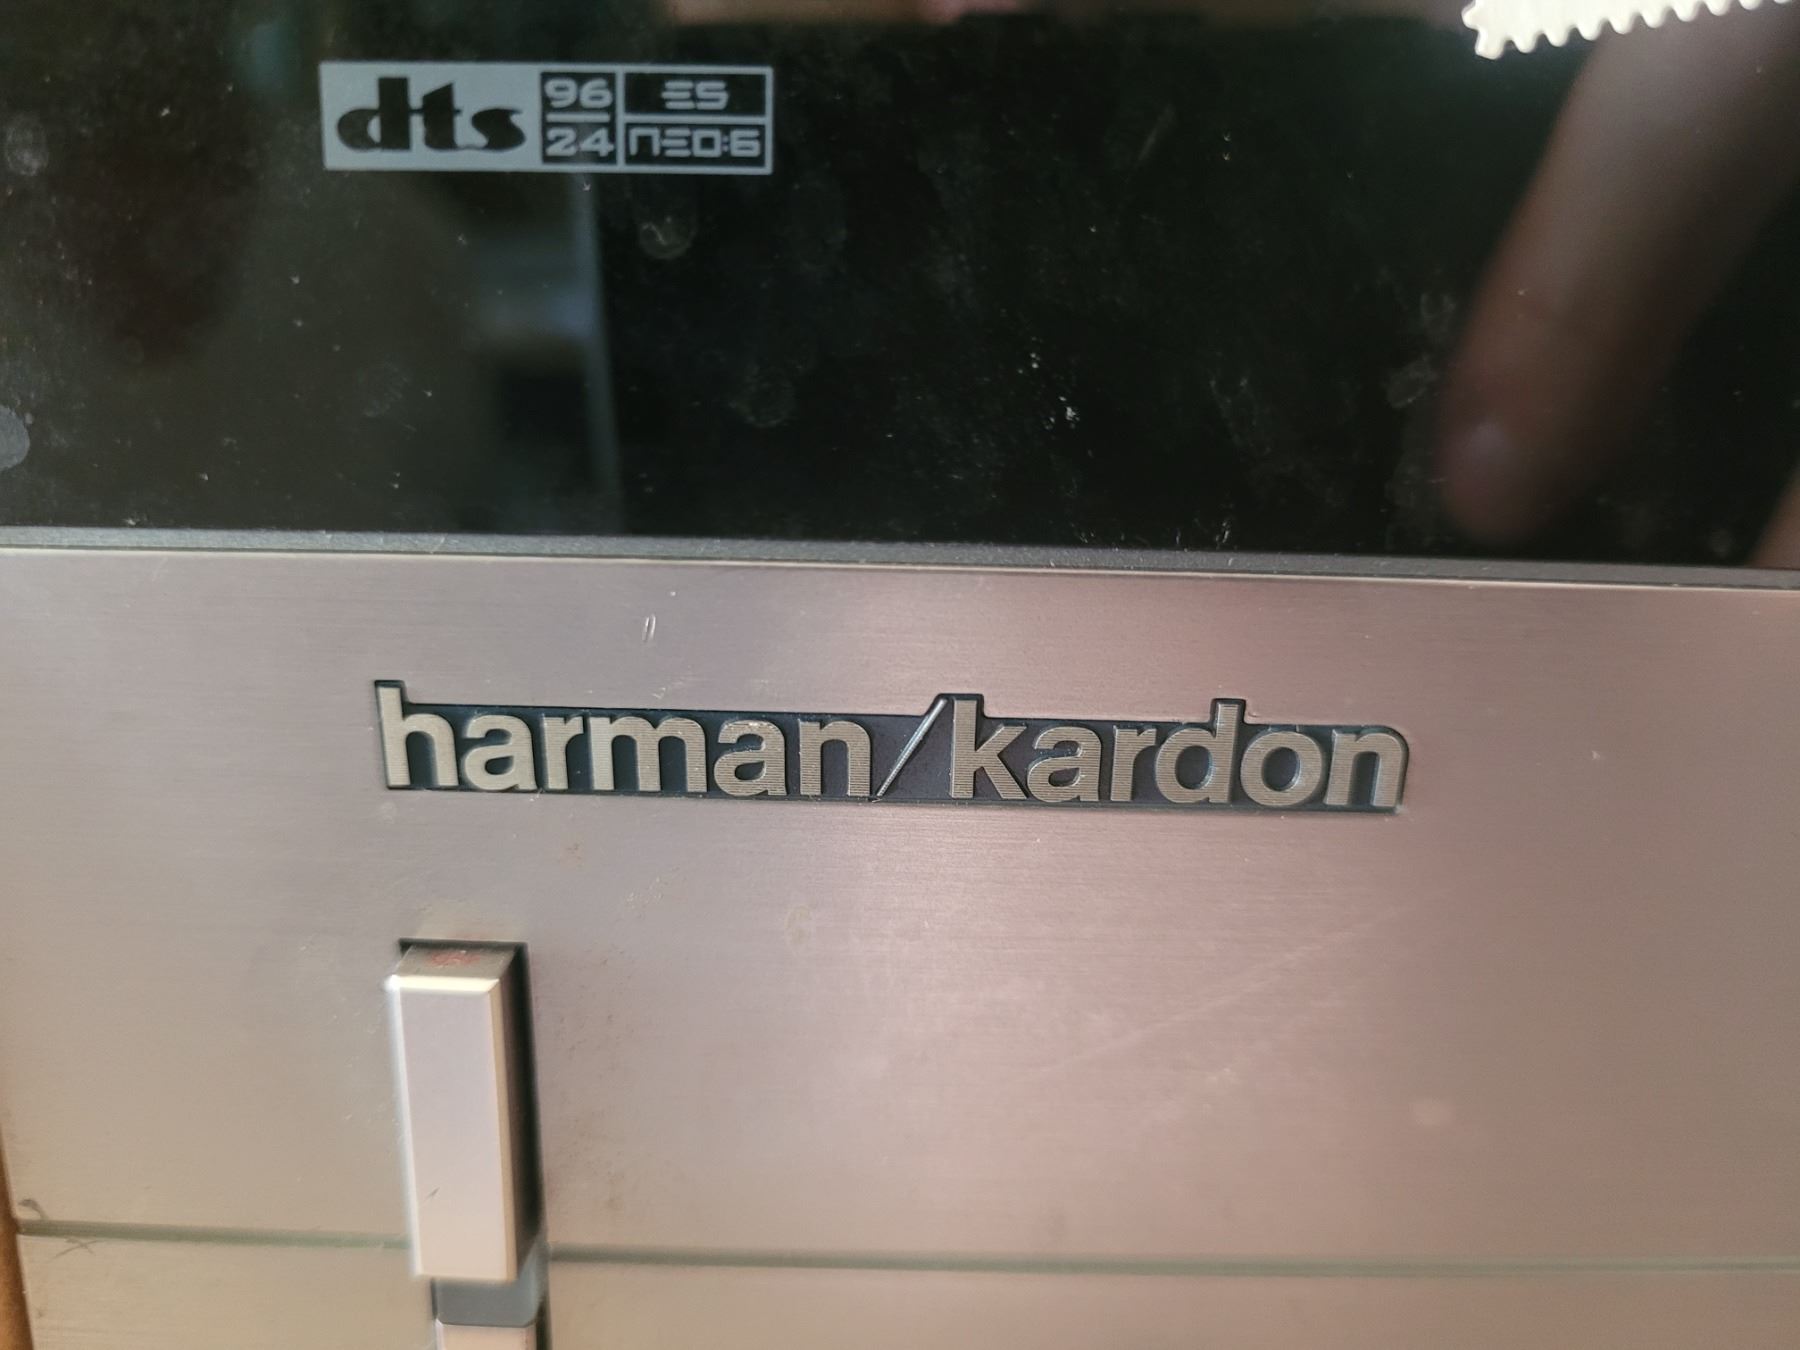 dts 96 ES
24 NEO:6
harman/kardon